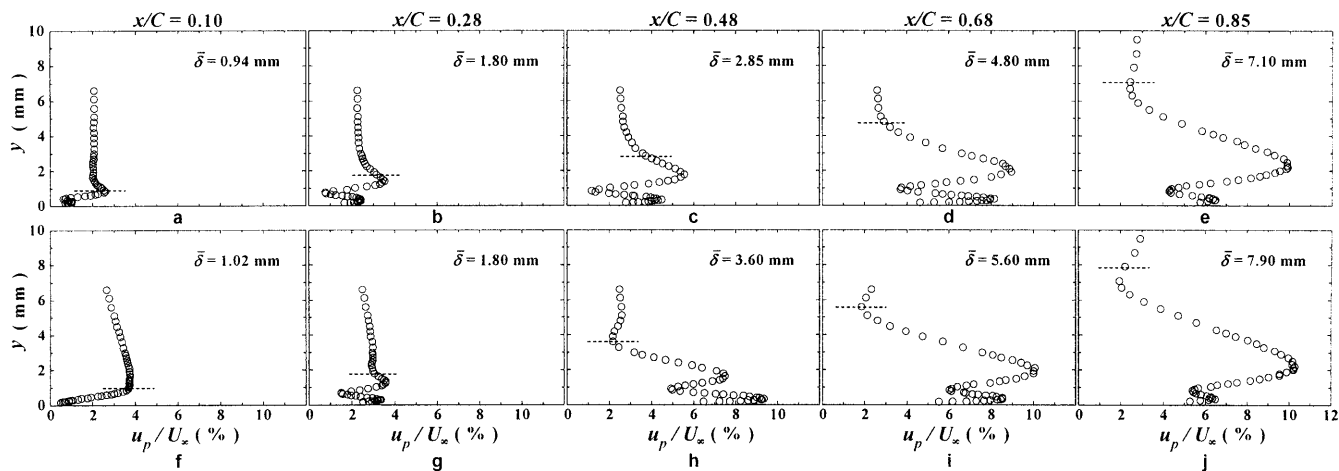 x/C = 0.10 x/C = 0.28 x/C = 0.48 x/C = 0.68 x/C = 0.85
10
8
6
4
2
0
y ( mm )
δ̄ = 0.94 mm
δ̄ = 1.80 mm
δ̄ = 2.85 mm
δ̄ = 4.80 mm
δ̄ = 7.10 mm
a b c d e
8
6
4
2
0
y ( mm )
δ̄ = 1.02 mm
δ̄ = 1.80 mm
δ̄ = 3.60 mm
δ̄ = 5.60 mm
δ̄ = 7.90 mm
0 2 4 6 8 10 0 2 4 6 8 10 0 2 4 6 8 10 0 2 4 6 8 10 0 2 4 6 8 10 12
u_p / U_∞ ( % ) u_p / U_∞ ( % ) u_p / U_∞ ( % ) u_p / U_∞ ( % ) u_p / U_∞ ( % )
f g h i j